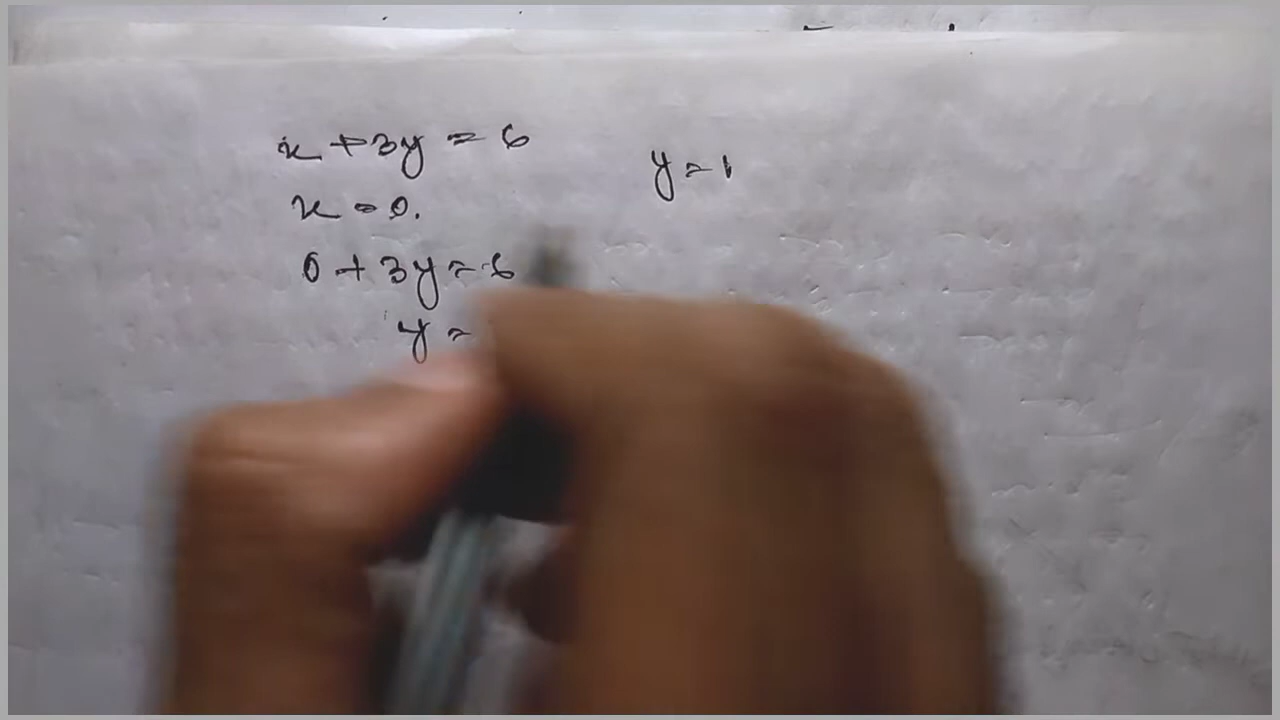 x + 3y = 6
x = 0.
0 + 3y = 6
y =
y = 1